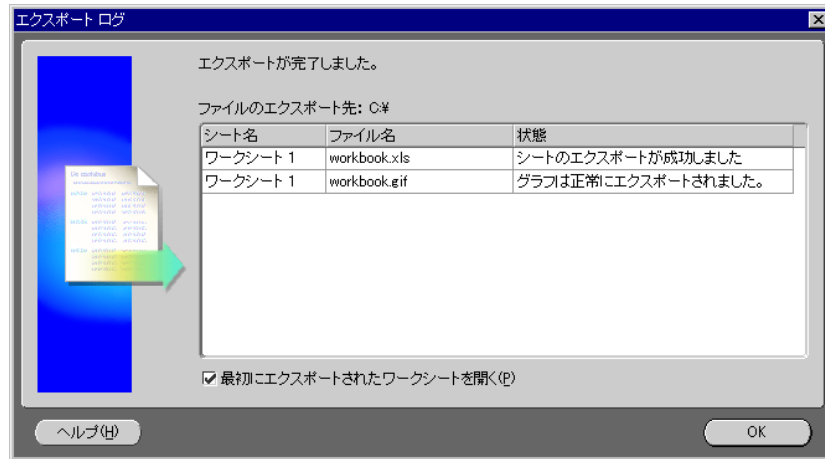 エクスポート ログ
エクスポートが完了しました。
ファイルのエクスポート先: C:¥
シート名 ファイル名 状態
ワークシート 1 workbook.xls シートのエクスポートが成功しました
ワークシート 1 workbook.gif グラフは正常にエクスポートされました。
最初にエクスポートされたワークシートを開く(P)
ヘルプ(H) OK